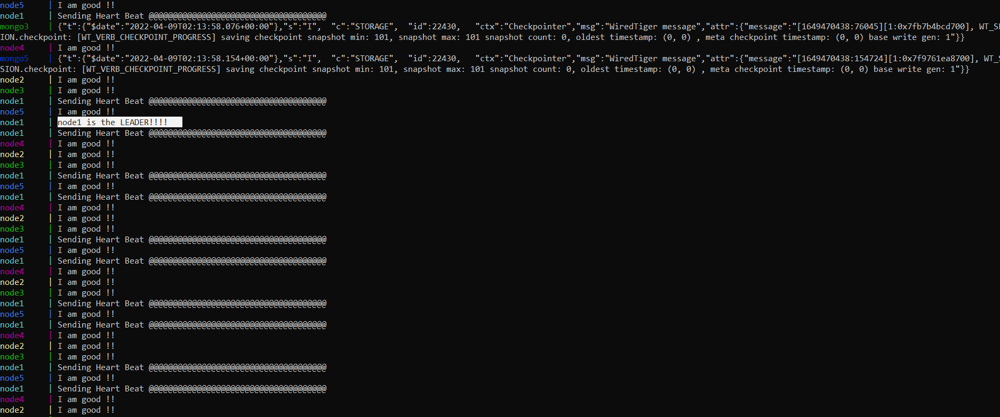 node5     | I am good !!
node1     | Sending Heart Beat @@@@@@@@@@@@@@@@@@@@@@@@@@@@@@@@@@@@@
mongo3    | {"t":{"$date":"2022-04-09T02:13:58.076+00:00"},"s":"I",  "c":"STORAGE",  "id":22430,   "ctx":"Checkpointer","msg":"WiredTiger message","attr":{"message":"[1649470438:76045][1:0x7fb7b4bcd700], WT_SE
ION.checkpoint: [WT_VERB_CHECKPOINT_PROGRESS] saving checkpoint snapshot min: 101, snapshot max: 101 snapshot count: 0, oldest timestamp: (0, 0) , meta checkpoint timestamp: (0, 0) base write gen: 1"}}
node4     | I am good !!
mongo5    | {"t":{"$date":"2022-04-09T02:13:58.154+00:00"},"s":"I",  "c":"STORAGE",  "id":22430,   "ctx":"Checkpointer","msg":"WiredTiger message","attr":{"message":"[1649470438:154724][1:0x7f9761ea8700], WT_S
SION.checkpoint: [WT_VERB_CHECKPOINT_PROGRESS] saving checkpoint snapshot min: 101, snapshot max: 101 snapshot count: 0, oldest timestamp: (0, 0) , meta checkpoint timestamp: (0, 0) base write gen: 1"}}
node2     | I am good !!
node3     | I am good !!
node1     | Sending Heart Beat @@@@@@@@@@@@@@@@@@@@@@@@@@@@@@@@@@@@@
node5     | I am good !!
node1     | node1 is the LEADER!!!!
node1     | Sending Heart Beat @@@@@@@@@@@@@@@@@@@@@@@@@@@@@@@@@@@@@
node4     | I am good !!
node2     | I am good !!
node3     | I am good !!
node1     | Sending Heart Beat @@@@@@@@@@@@@@@@@@@@@@@@@@@@@@@@@@@@@
node5     | I am good !!
node1     | Sending Heart Beat @@@@@@@@@@@@@@@@@@@@@@@@@@@@@@@@@@@@@
node4     | I am good !!
node2     | I am good !!
node3     | I am good !!
node1     | Sending Heart Beat @@@@@@@@@@@@@@@@@@@@@@@@@@@@@@@@@@@@@
node5     | I am good !!
node1     | Sending Heart Beat @@@@@@@@@@@@@@@@@@@@@@@@@@@@@@@@@@@@@
node4     | I am good !!
node2     | I am good !!
node3     | I am good !!
node1     | Sending Heart Beat @@@@@@@@@@@@@@@@@@@@@@@@@@@@@@@@@@@@@
node5     | I am good !!
node1     | Sending Heart Beat @@@@@@@@@@@@@@@@@@@@@@@@@@@@@@@@@@@@@
node4     | I am good !!
node2     | I am good !!
node3     | I am good !!
node1     | Sending Heart Beat @@@@@@@@@@@@@@@@@@@@@@@@@@@@@@@@@@@@@
node5     | I am good !!
node1     | Sending Heart Beat @@@@@@@@@@@@@@@@@@@@@@@@@@@@@@@@@@@@@
node4     | I am good !!
node2     | I am good !!